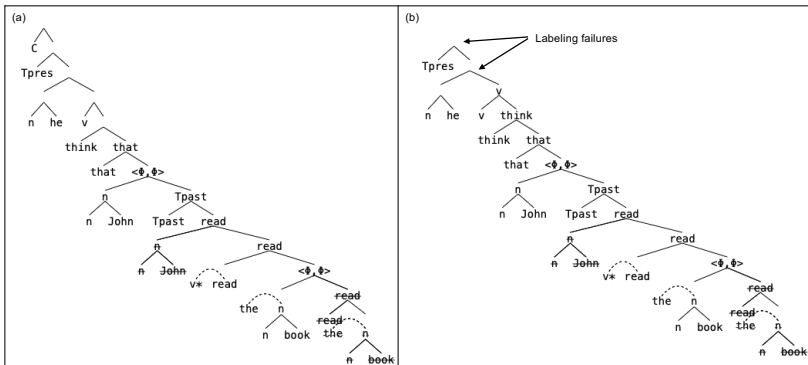 (a)
C
Tpres
n he v
think that
that <Φ,Φ>
n Tpast
n John Tpast read
n read
n John v* read <Φ,Φ>
the n read
n book read
the n
n book
(b)
Labeling failures
Tpres
v
n he v think
think that
that <Φ,Φ>
n Tpast
n John Tpast read
n read
n John v* read <Φ,Φ>
the n read
n book read
the n
n book